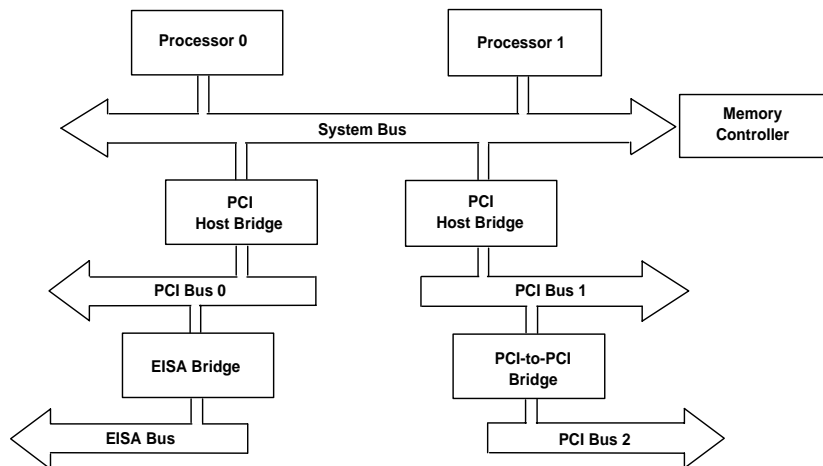 Processor 0
Processor 1
System Bus
Memory
Controller
PCI
Host Bridge
PCI
Host Bridge
PCI Bus 0
PCI Bus 1
EISA Bridge
PCI-to-PCI
Bridge
EISA Bus
PCI Bus 2